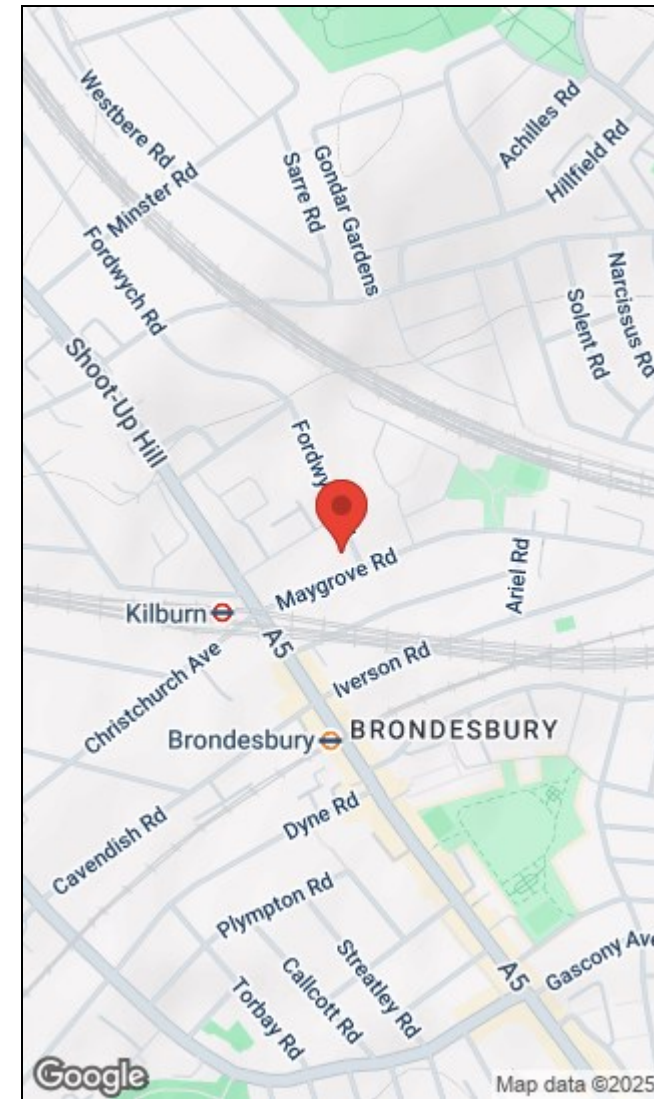 Westbere Rd
Minster Rd
Fordwych Rd
Sarre Rd
Gondar Gardens
Achilles Rd
Hillfield Rd
Narcissus Rd
Solent Rd
Shoot-Up Hill
Fordwy
Maygrove Rd
Ariel Rd
Kilburn
A5
Christchurch Ave
Iverson Rd
Brondesbury
BRONDESBURY
Cavendish Rd
Dyne Rd
Plympton Rd
Streatley Rd
Callcott Rd
Torbay Rd
A5
Gascony Ave
Google
Map data ©2025